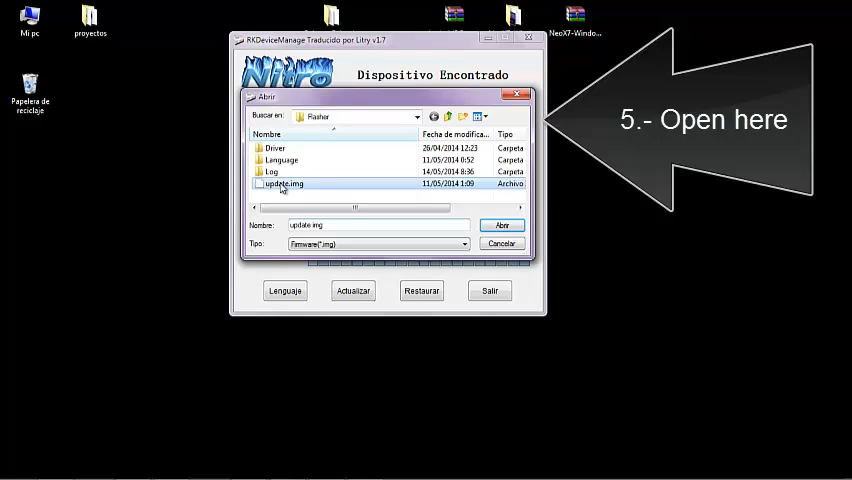 Mi pc
proyectos
NeoX7-Windo...
Papelera de
reciclaje
RKDeviceManage Traducido por Litry v1.7
Nitro
Dispositivo Encontrado
Abrir
Buscar en:
Flasher
Nombre
Fecha de modifica...
Tipo
Driver
26/04/2014 12:23
Carpeta
Language
11/05/2014 0:52
Carpeta
Log
14/05/2014 8:36
Carpeta
update.img
11/05/2014 1:09
Archivo
Nombre:
update.img
Abrir
Tipo:
Firmware(*.img)
Cancelar
Lenguaje
Actualizar
Restaurar
Salir
5.- Open here